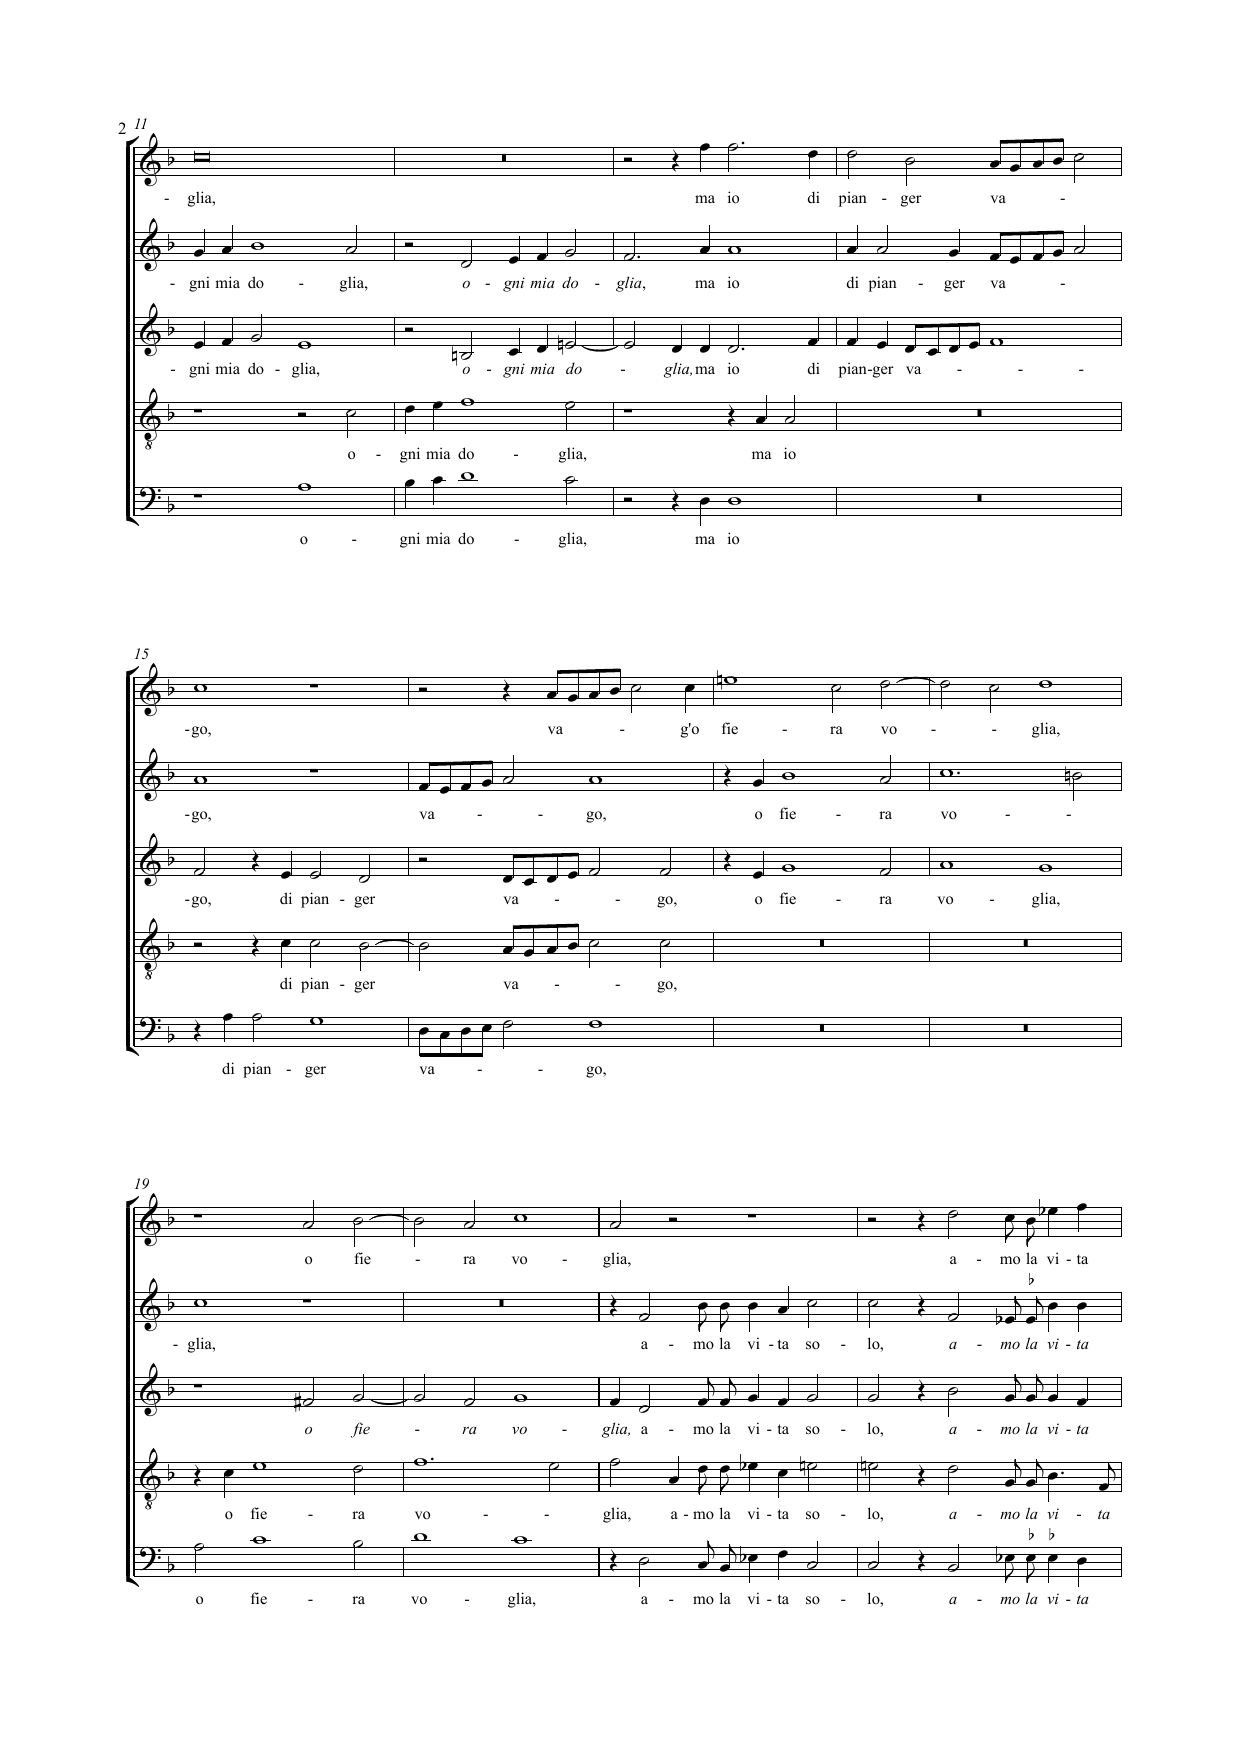 2 11
- glia, ma io di pian - ger va - -
- gni mia do - glia, o - gni mia do - glia, ma io di pian - ger va - -
- gni mia do - glia, o - gni mia do - glia, ma io di pian - ger va - - -
o - gni mia do - glia, ma io
o - gni mia do - glia, ma io
15
- go, va - - g'o fie - ra vo - - glia,
- go, va - - go, o fie - ra vo - -
- go, di pian - ger va - - go, o fie - ra vo - glia,
di pian - ger va - - go,
di pian - ger va - - go,
19
o fie - ra vo - glia, a - mo la vi - ta
- glia, a - mo la vi - ta so - lo, a - mo la vi - ta
o fie - ra vo - glia, a - mo la vi - ta so - lo, a - mo la vi - ta
o fie - ra vo - - glia, a - mo la vi - ta so - lo, a - mo la vi - ta
o fie - ra vo - glia, a - mo la vi - ta so - lo, a - mo la vi - ta